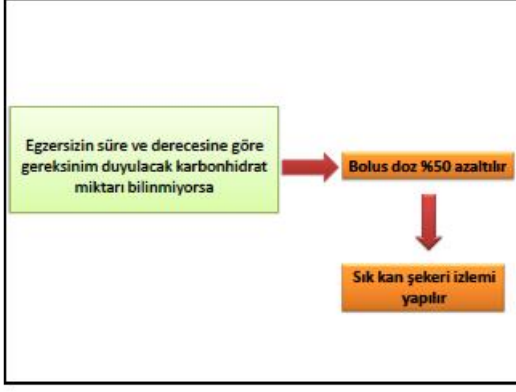 Egzersizin süre ve derecesine göre
gereksinim duyulacak karbonhidrat
miktarı bilinmiyorsa
Bolus doz %50 azaltılır
Sık kan şekeri izlemi
yapılır